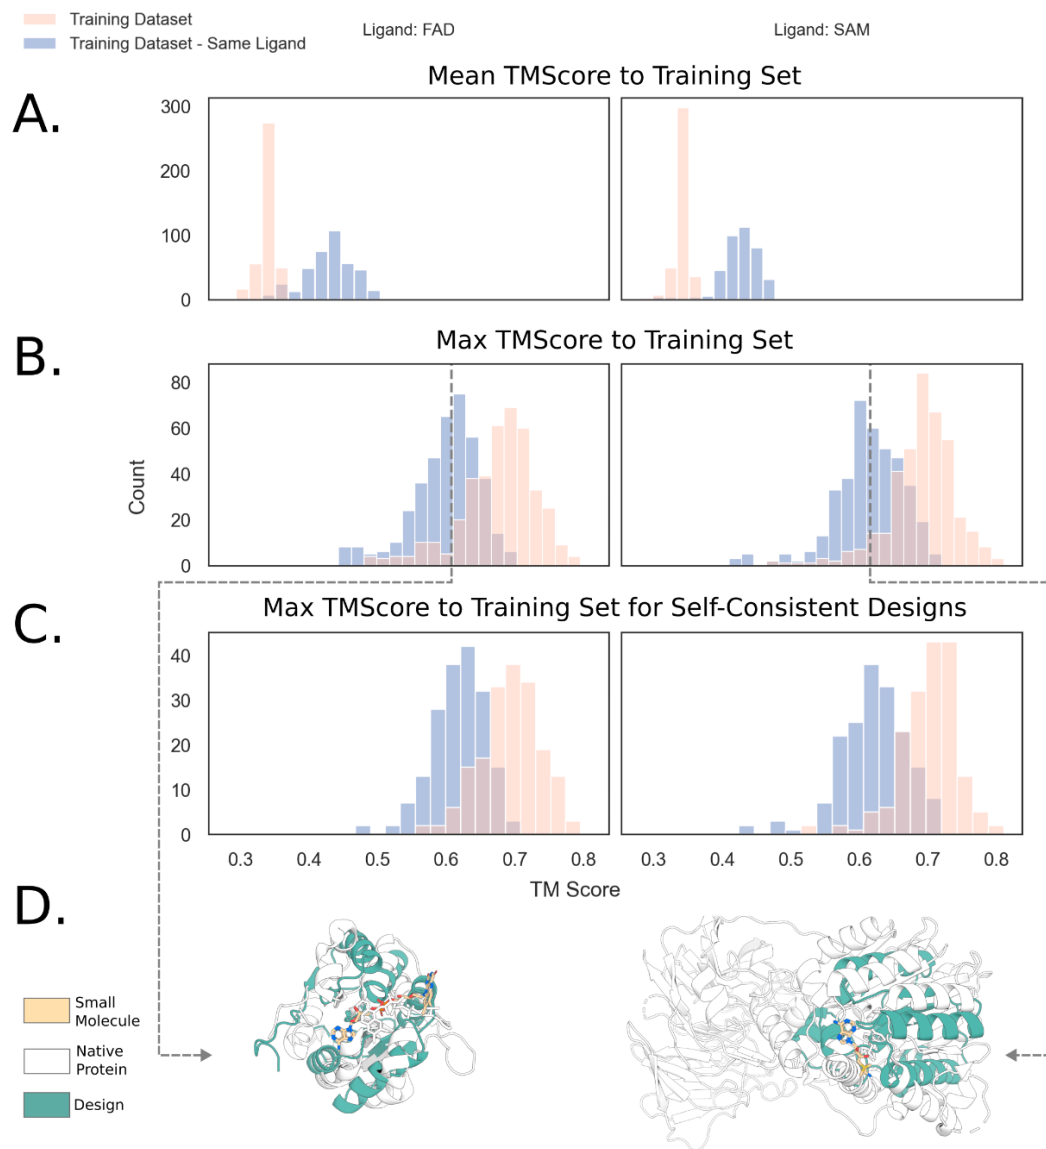 Training Dataset
Training Dataset - Same Ligand
Ligand: FAD
Ligand: SAM
Mean TMScore to Training Set
A.
300
200
100
0
Max TMScore to Training Set
B.
80
60
40
20
0
Count
Max TMScore to Training Set for Self-Consistent Designs
C.
40
30
20
10
0
0.3 0.4 0.5 0.6 0.7 0.8
0.3 0.4 0.5 0.6 0.7 0.8
TM Score
D.
Small
Molecule
Native
Protein
Design